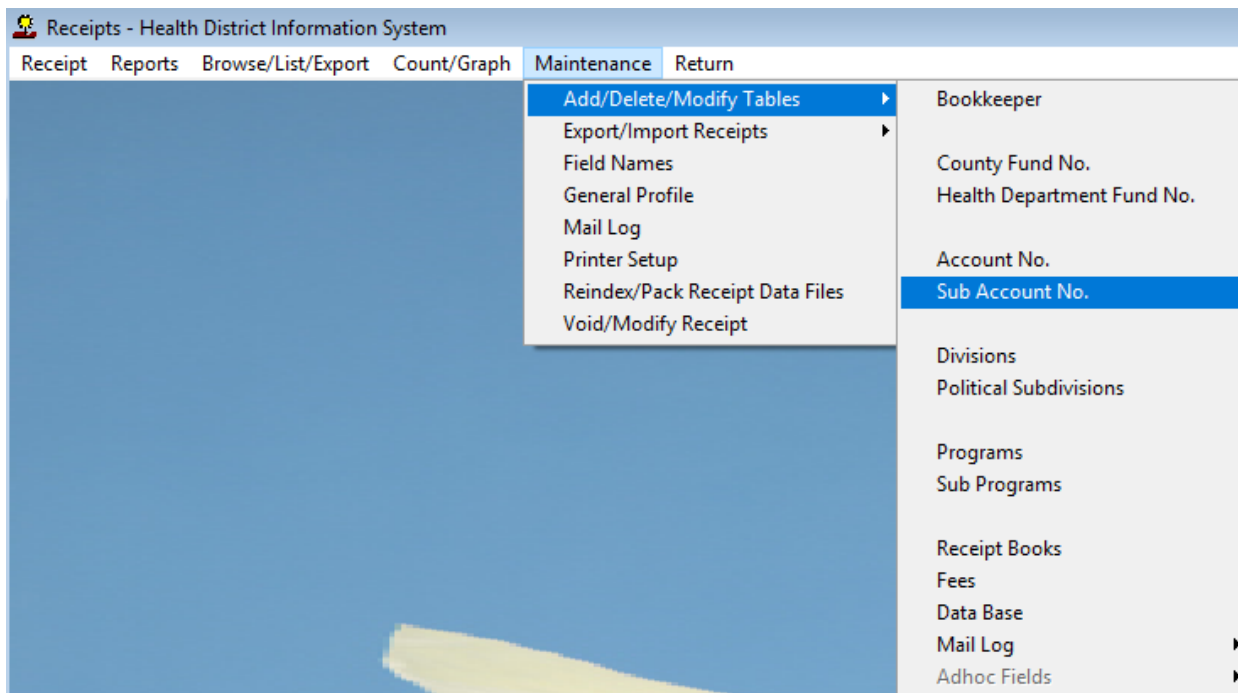 Receipts - Health District Information System
Receipt Reports Browse/List/Export Count/Graph Maintenance Return
Add/Delete/Modify Tables
Export/Import Receipts
Field Names
General Profile
Mail Log
Printer Setup
Reindex/Pack Receipt Data Files
Void/Modify Receipt
Bookkeeper
County Fund No.
Health Department Fund No.
Account No.
Sub Account No.
Divisions
Political Subdivisions
Programs
Sub Programs
Receipt Books
Fees
Data Base
Mail Log
Adhoc Fields